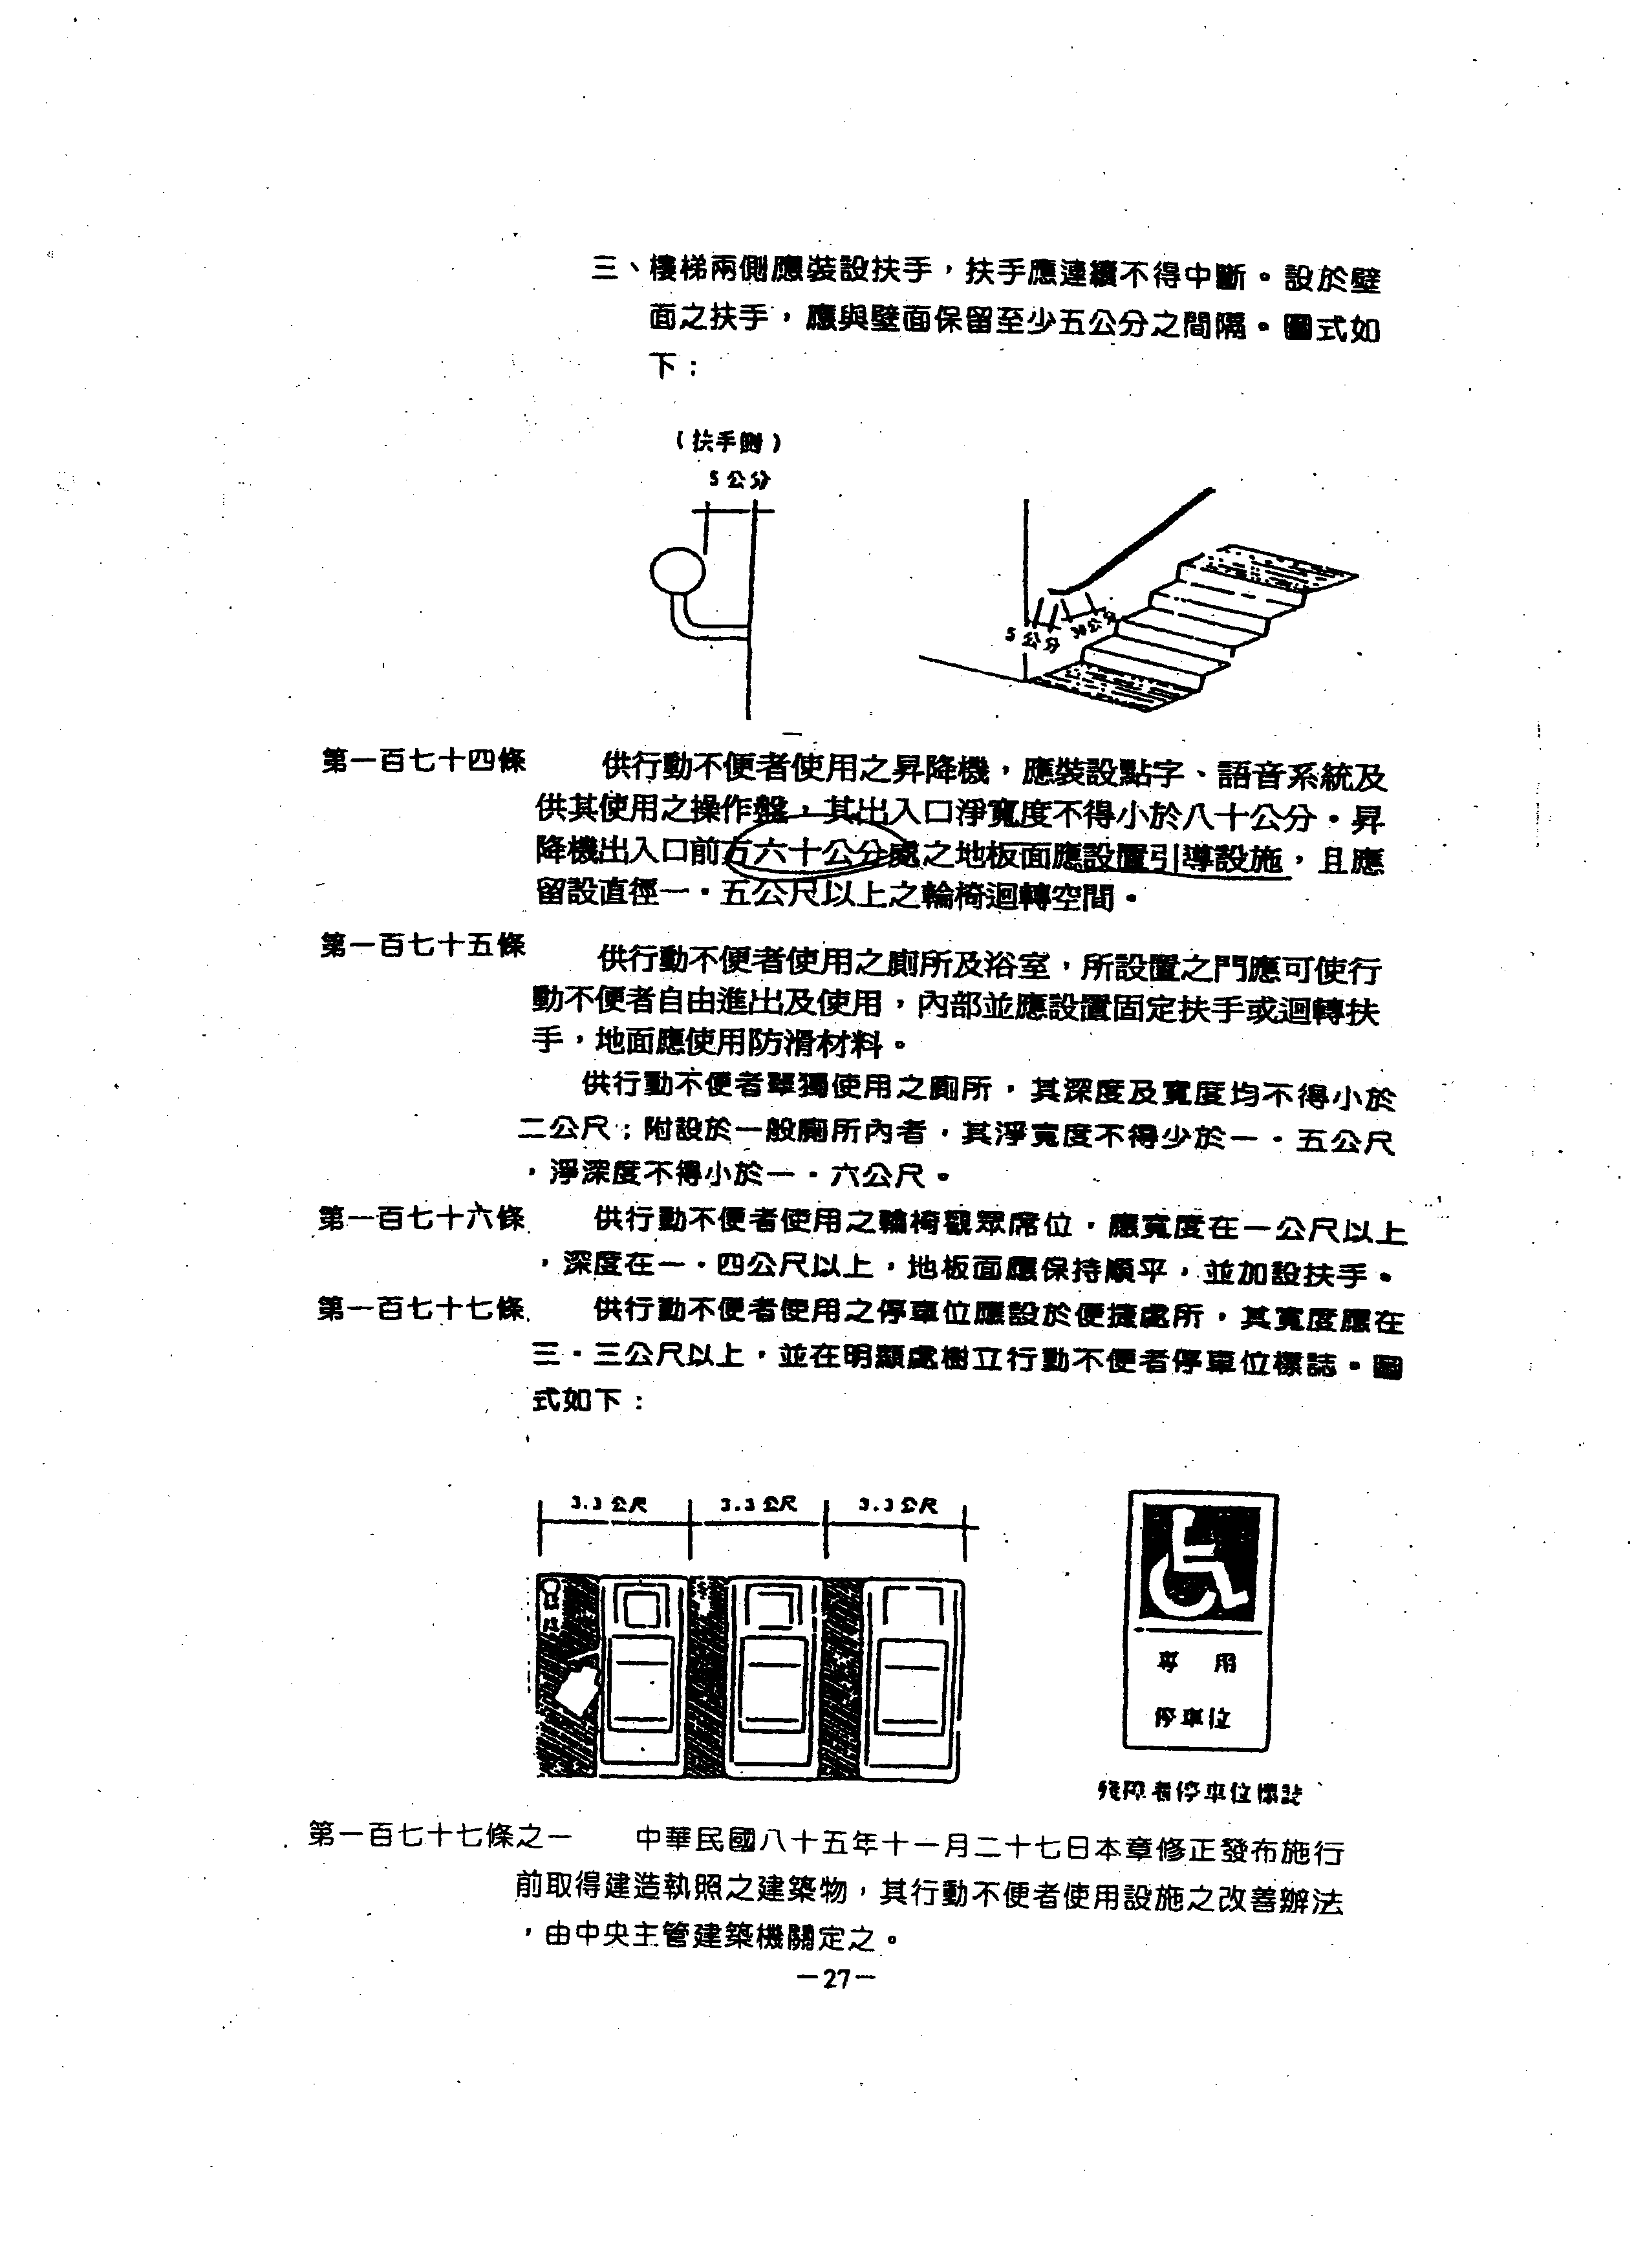 三、樓梯兩側應裝設扶手，扶手應連續不得中斷。設於壁
面之扶手，應與壁面保留至少五公分之間隔。圖式如
下：
（扶手側）
5公分
5公分 30公分
第一百七十四條 供行動不便者使用之昇降機，應裝設點字、語音系統及
供其使用之操作盤，其出入口淨寬度不得小於八十公分。昇
降機出入口前方六十公分處之地板面應設置引導設施，且應
留設直徑一．五公尺以上之輪椅迴轉空間。
第一百七十五條 供行動不便者使用之廁所及浴室，所設置之門應可使行
動不便者自由進出及使用，內部並應設置固定扶手或迴轉扶
手，地面應使用防滑材料。
供行動不便者單獨使用之廁所，其深度及寬度均不得小於
二公尺；附設於一般廁所內者，其淨寬度不得少於一．五公尺
，淨深度不得小於一．六公尺。
第一百七十六條 供行動不便者使用之輪椅觀眾席位，應寬度在一公尺以上
，深度在一．四公尺以上，地板面應保持順平，並加設扶手。
第一百七十七條 供行動不便者使用之停車位應設於便捷處所，其寬度應在
三．三公尺以上，並在明顯處樹立行動不便者停車位標誌。圖
式如下：
3.3公尺 3.3公尺 3.3公尺
專用
停車位
殘障者停車位標誌
第一百七十七條之一 中華民國八十五年十一月二十七日本章修正發布施行
前取得建造執照之建築物，其行動不便者使用設施之改善辦法
，由中央主管建築機關定之。
－27－